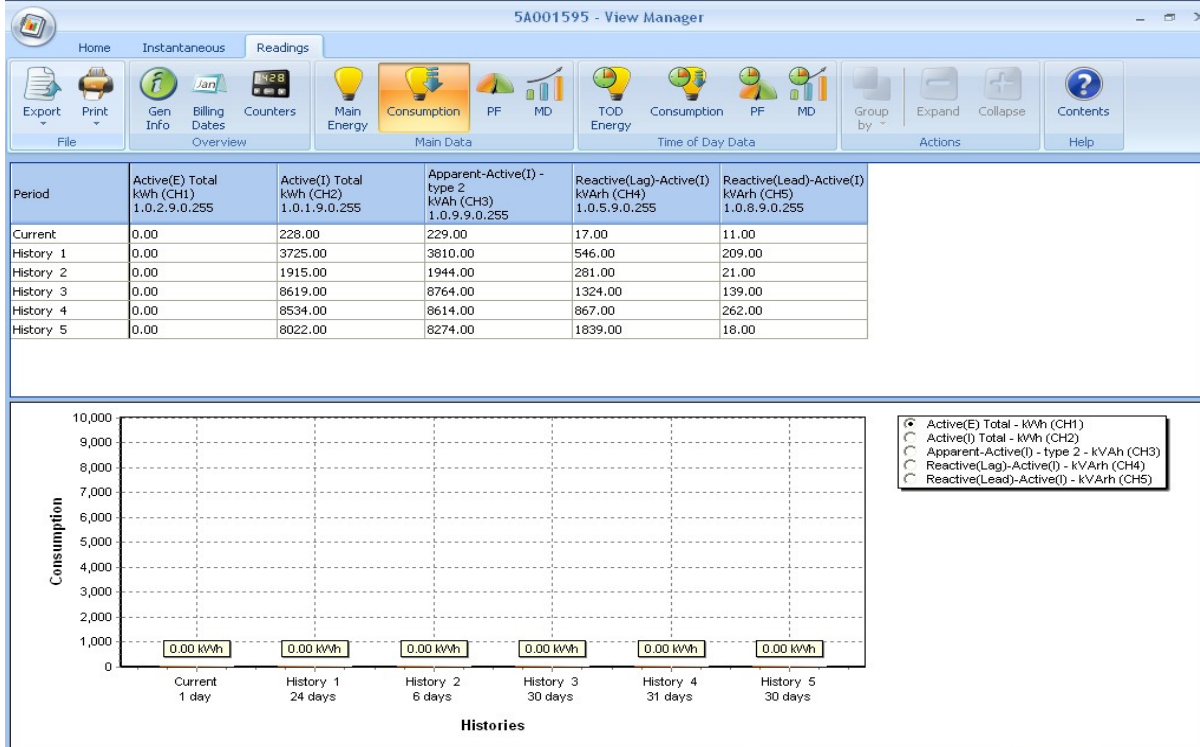 5A001595 - View Manager
Home Instantaneous Readings
Export Print Gen Info Billing Dates Counters Main Energy Consumption PF MD TOD Energy Consumption PF MD Group by Expand Collapse Contents
File Overview Main Data Time of Day Data Actions Help
Jan
428
Period
Active(E) Total
kWh (CH1)
1.0.2.9.0.255
Active(I) Total
kWh (CH2)
1.0.1.9.0.255
Apparent-Active(I) -
type 2
kVAh (CH3)
1.0.9.9.0.255
Reactive(Lag)-Active(I)
kVArh (CH4)
1.0.5.9.0.255
Reactive(Lead)-Active(I)
kVArh (CH5)
1.0.8.9.0.255
Current 0.00 228.00 229.00 17.00 11.00
History 1 0.00 3725.00 3810.00 546.00 209.00
History 2 0.00 1915.00 1944.00 281.00 21.00
History 3 0.00 8619.00 8764.00 1324.00 139.00
History 4 0.00 8534.00 8614.00 867.00 262.00
History 5 0.00 8022.00 8274.00 1839.00 18.00
Consumption
10,000
9,000
8,000
7,000
6,000
5,000
4,000
3,000
2,000
1,000
0
0.00 kWh 0.00 kWh 0.00 kWh 0.00 kWh 0.00 kWh 0.00 kWh
Current History 1 History 2 History 3 History 4 History 5
1 day 24 days 6 days 30 days 31 days 30 days
Histories
Active(E) Total - kWh (CH1)
Active(I) Total - kWh (CH2)
Apparent-Active(I) - type 2 - kVAh (CH3)
Reactive(Lag)-Active(I) - kVArh (CH4)
Reactive(Lead)-Active(I) - kVArh (CH5)